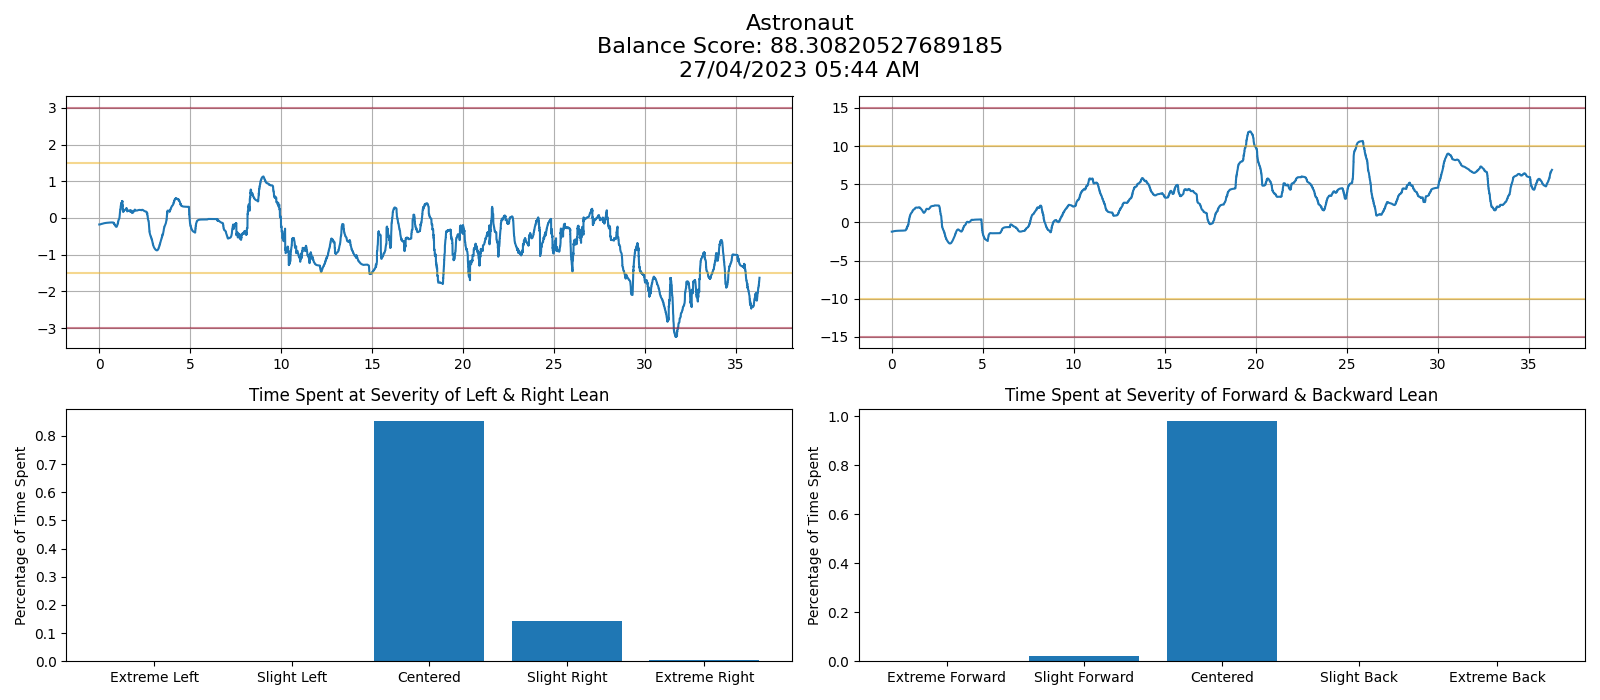 Astronaut
Balance Score: 88.30820527689185
27/04/2023 05:44 AM
3
2
1
0
−1
−2
−3
0 5 10 15 20 25 30 35
15
10
5
0
−5
−10
−15
0 5 10 15 20 25 30 35
Time Spent at Severity of Left & Right Lean
Percentage of Time Spent
0.8
0.7
0.6
0.5
0.4
0.3
0.2
0.1
0.0
Extreme Left Slight Left Centered Slight Right Extreme Right
Time Spent at Severity of Forward & Backward Lean
Percentage of Time Spent
1.0
0.8
0.6
0.4
0.2
0.0
Extreme Forward Slight Forward Centered Slight Back Extreme Back